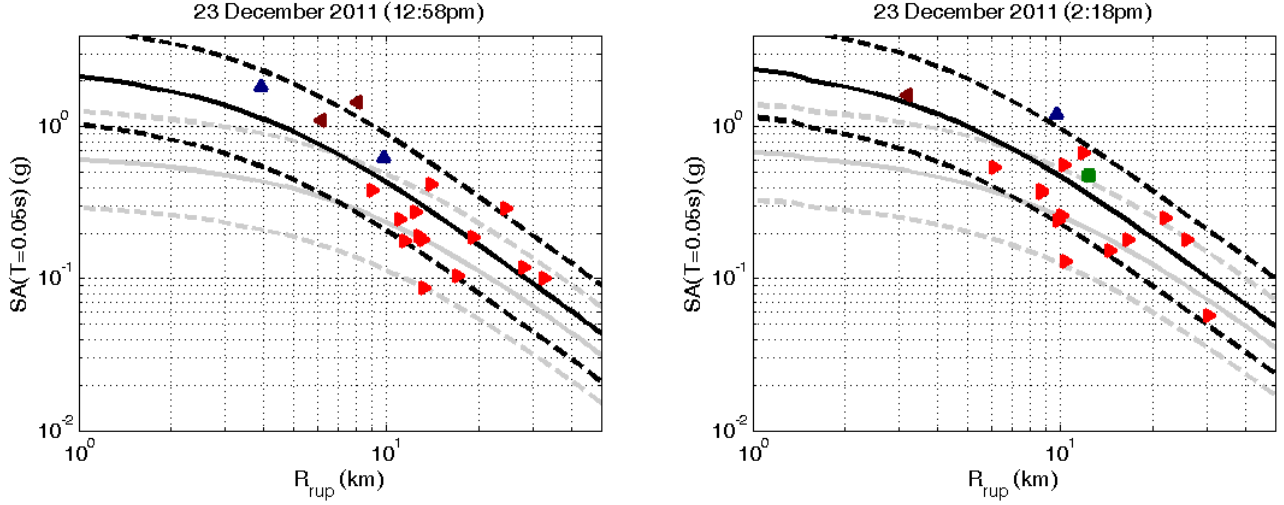 23 December 2011 (12:58pm)
SA(T=0.05s) (g)
10^0
10^-1
10^-2
10^0
10^1
R_rup (km)
23 December 2011 (2:18pm)
SA(T=0.05s) (g)
10^0
10^-1
10^-2
10^0
10^1
R_rup (km)